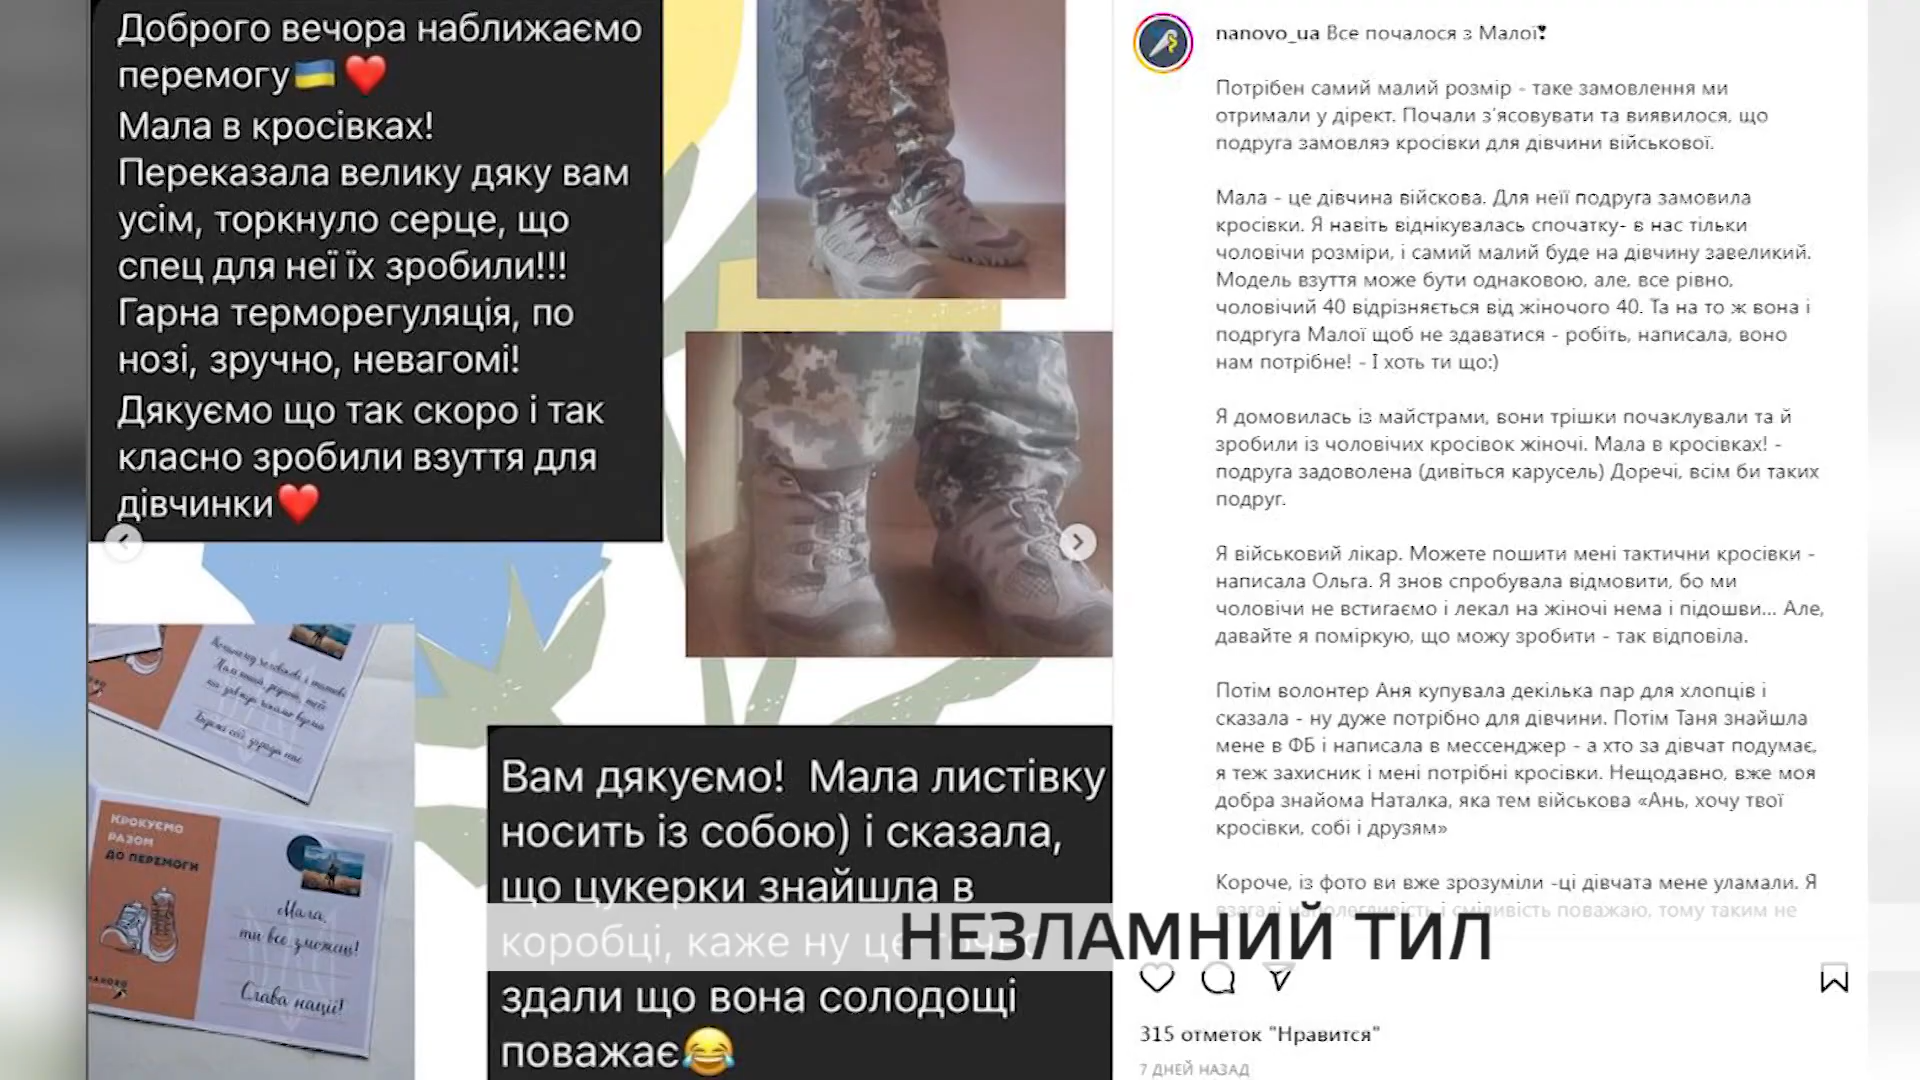 Доброго вечора наближаємо
перемогу🇺🇦❤️
Мала в кросівках!
Переказала велику дяку вам
усім, торкнуло серце, що
спец для неї їх зробили!!!
Гарна терморегуляція, по
нозі, зручно, невагомі!
Дякуємо що так скоро і так
класно зробили взуття для
дівчинки❤️
КРОКУЄМО
РАЗОМ
ДО ПЕРЕМОГИ
Мала,
ти все зможеш!
Слава нації!
Вам дякуємо! Мала листівку
носить із собою) і сказала,
що цукерки знайшла в
коробці, каже ну це точно
здали що вона солодощі
поважає😂
nanovo_ua Все почалося з Малої❣
Потрібен самий малий розмір - таке замовлення ми
отримали у дірект. Почали з'ясовувати та виявилося, що
подруга замовляэ кросівки для дівчини військової.
Мала - це дівчина війскова. Для неїї подруга замовила
кросівки. Я навіть віднікувалась спочатку- в нас тільки
чоловічи розміри, і самий малий буде на дівчину завеликий.
Модель взуття може бути однаковою, але, все рівно,
чоловічий 40 відрізняється від жіночого 40. Та на то ж вона і
подргуга Малої щоб не здаватися - робіть, написала, воно
нам потрібне! - І хоть ти що:)
Я домовилась із майстрами, вони трішки почаклували та й
зробили із чоловічих кросівок жіночі. Мала в кросівках! -
подруга задоволена (дивіться карусель) Доречі, всім би таких
подруг.
Я військовий лікар. Можете пошити мені тактични кросівки -
написала Ольга. Я знов спробувала відмовити, бо ми
чоловічи не встигаємо і лекал на жіночі нема і підошви... Але,
давайте я поміркую, що можу зробити - так відповіла.
Потім волонтер Аня купувала декілька пар для хлопців і
сказала - ну дуже потрібно для дівчини. Потім Таня знайшла
мене в ФБ і написала в мессенджер - а хто за дівчат подумає,
я теж захисник і мені потрібні кросівки. Нещодавно, вже моя
добра знайома Наталка, яка тем військова «Ань, хочу твої
кросівки, собі і друзям»
Короче, із фото ви вже зрозуміли -ці дівчата мене уламали. Я
взагалі наполегливість і сміливість поважаю, тому таким не
НЕЗЛАМНИЙ ТИЛ
315 отметок "Нравится"
7 ДНЕЙ НАЗАД